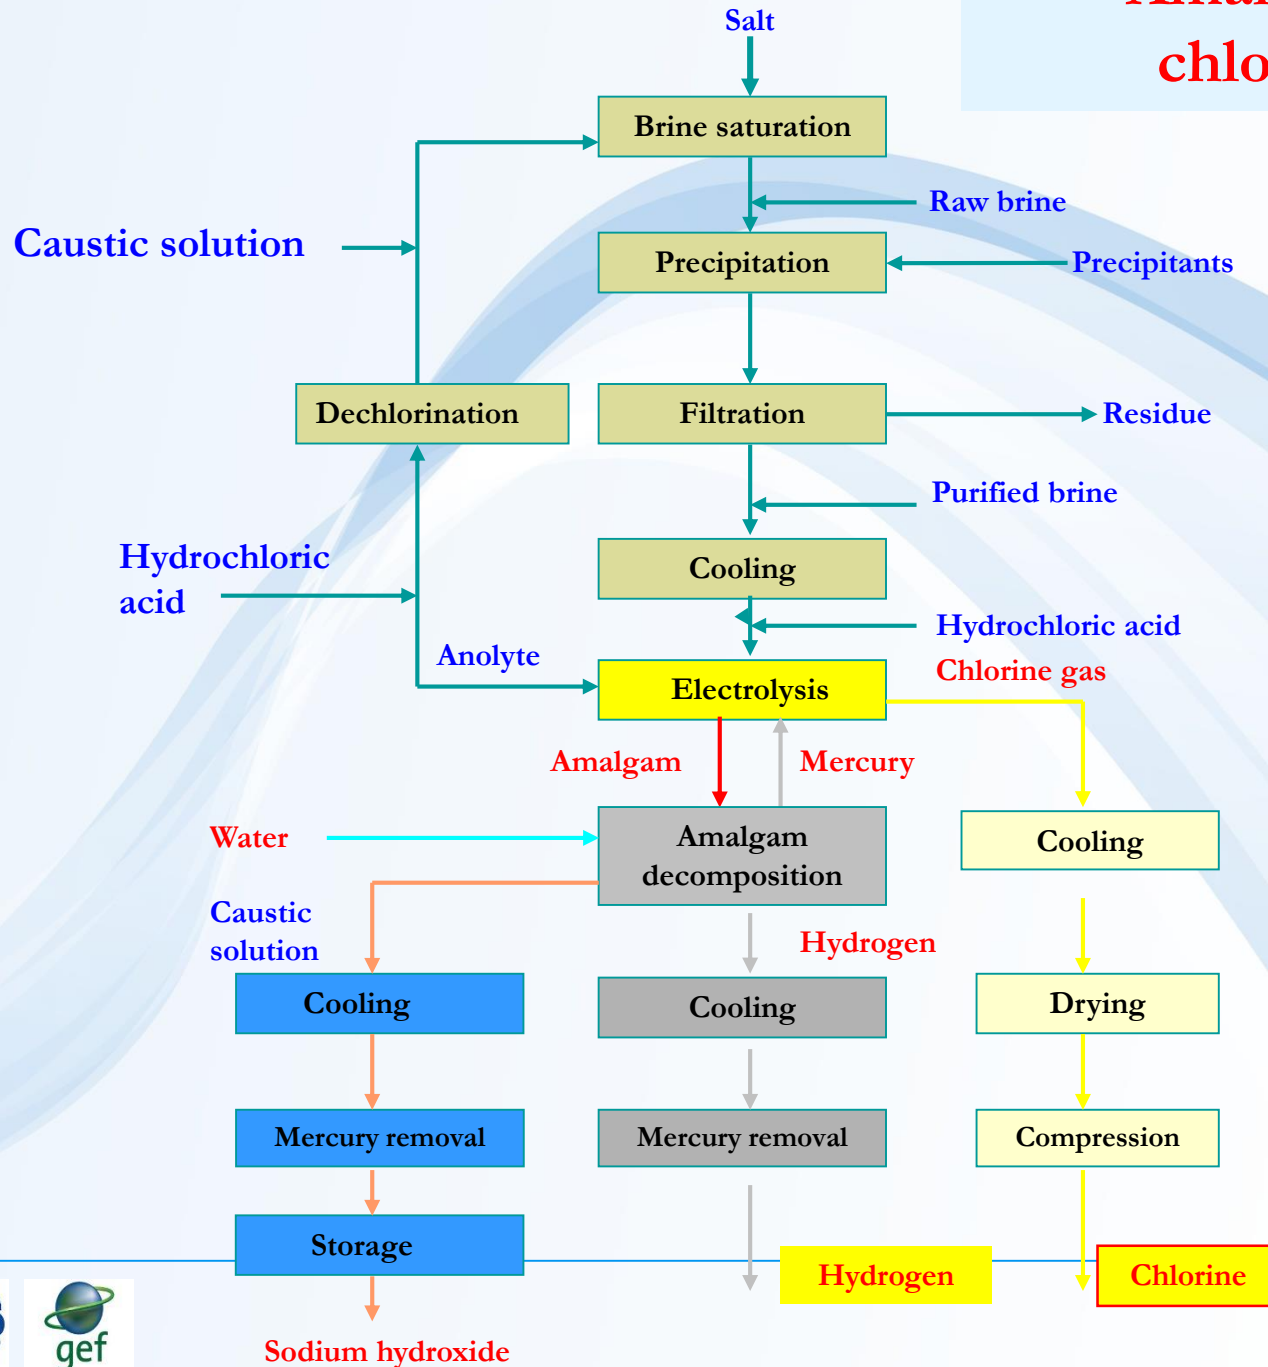 Salt
chlo
Brine saturation
Raw brine
Caustic solution
Precipitation
Precipitants
Dechlorination
Filtration
Residue
Purified brine
Hydrochloric
acid
Cooling
Hydrochloric acid
Anolyte
Chlorine gas
Electrolysis
Amalgam
Mercury
Water
Amalgam
decomposition
Cooling
Caustic
solution
Hydrogen
Cooling
Cooling
Drying
Mercury removal
Mercury removal
Compression
Storage
Hydrogen
Chlorine
gef
Sodium hydroxide